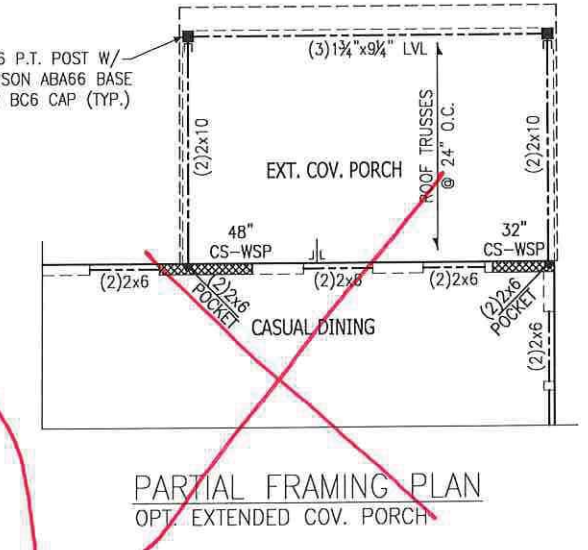 6 P.T. POST W/
SON ABA66 BASE
BC6 CAP (TYP.)
(3)1¾"x9¼" LVL
(2)2x10
ROOF TRUSSES
@ 24" O.C.
(2)2x10
EXT. COV. PORCH
48"
CS-WSP
32"
CS-WSP
(2)2x6
(2)2x6
POCKET
(2)2x6
(2)2x6
(2)2x6
POCKET
(2)2x6
CASUAL DINING
PARTIAL FRAMING PLAN
OPT. EXTENDED COV. PORCH